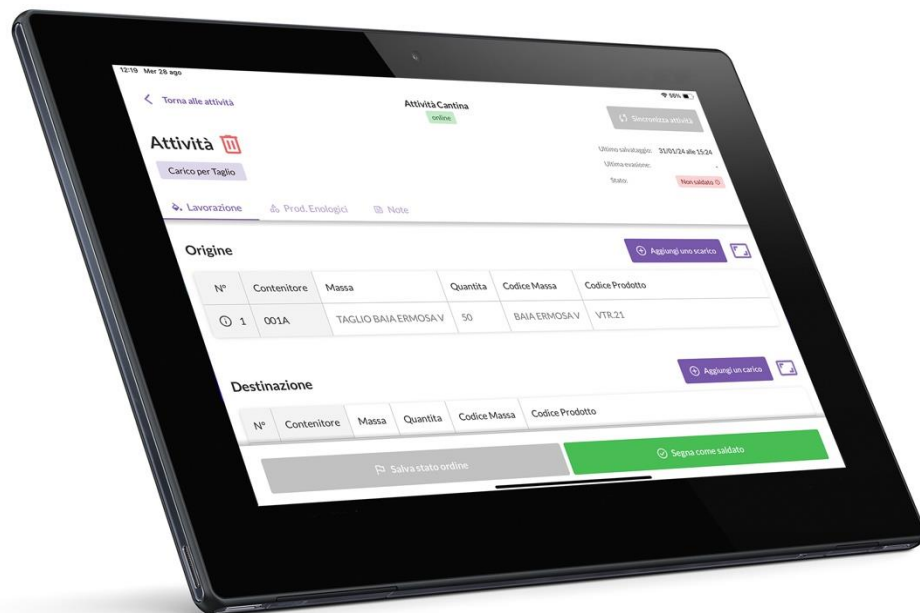 12:19 Mer 28 ago
56%
Torna alle attività
Attività Cantina
online
Sincronizza attività
Attività
Carico per Taglio
Ultimo salvataggio: 31/01/24 alle 15:24
Ultima evasione: -
Stato: Non saldato
Lavorazione Prod. Enologici Note
Origine
Aggiungi uno scarico
N° Contenitore Massa Quantita Codice Massa Codice Prodotto
1 001A TAGLIO BAIA ERMOSA V 50 BAIA ERMOSA V VTR.21
Destinazione
Aggiungi un carico
N° Contenitore Massa Quantita Codice Massa Codice Prodotto
Salva stato ordine
Segna come saldato